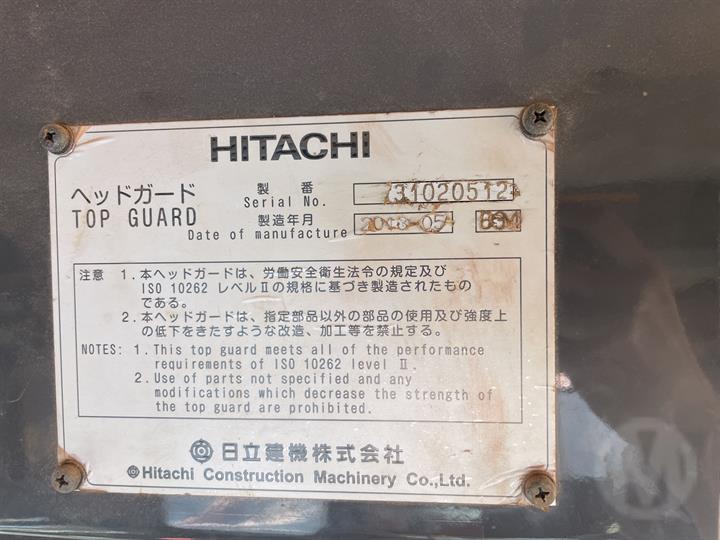 HITACHI
ヘッドガード
TOP GUARD
製 番
Serial No.
310205121
製造年月
Date of manufacture
2018-05
注意 1.本ヘッドガードは、労働安全衛生法令の規定及び
ISO 10262 レベルⅡの規格に基づき製造されたもの
である。
2.本ヘッドガードは、指定部品以外の部品の使用及び強度上
の低下をきたすような改造、加工等を禁止する。
NOTES: 1. This top guard meets all of the performance
requirements of ISO 10262 level Ⅱ.
2. Use of parts not specified and any
modifications which decrease the strength of
the top guard are prohibited.
日立建機株式会社
Hitachi Construction Machinery Co.,Ltd.